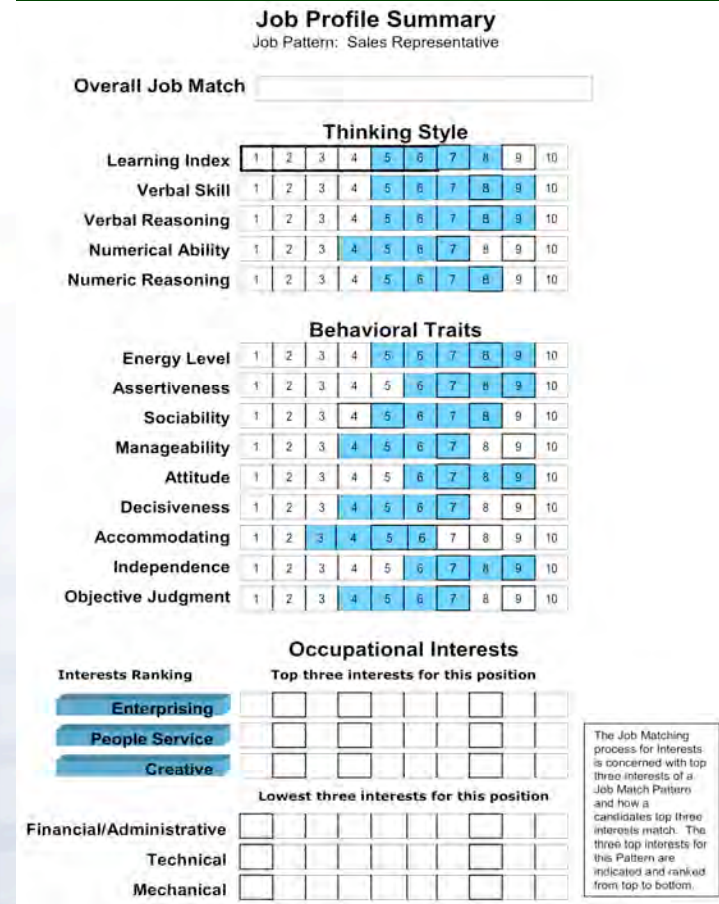 Job Profile Summary
Job Pattern: Sales Representative
Overall Job Match
Thinking Style
Learning Index 1 2 3 4 5 6 7 8 9 10
Verbal Skill 1 2 3 4 5 6 7 8 9 10
Verbal Reasoning 1 2 3 4 5 6 7 8 9 10
Numerical Ability 1 2 3 4 5 6 7 8 9 10
Numeric Reasoning 1 2 3 4 5 6 7 8 9 10
Behavioral Traits
Energy Level 1 2 3 4 5 6 7 8 9 10
Assertiveness 1 2 3 4 5 6 7 8 9 10
Sociability 1 2 3 4 5 6 7 8 9 10
Manageability 1 2 3 4 5 6 7 8 9 10
Attitude 1 2 3 4 5 6 7 8 9 10
Decisiveness 1 2 3 4 5 6 7 8 9 10
Accommodating 1 2 3 4 5 6 7 8 9 10
Independence 1 2 3 4 5 6 7 8 9 10
Objective Judgment 1 2 3 4 5 6 7 8 9 10
Occupational Interests
Interests Ranking Top three interests for this position
Enterprising
People Service
Creative
Lowest three interests for this position
Financial/Administrative
Technical
Mechanical
The Job Matching
process for Interests
is concerned with top
three interests of a
Job Match Pattern
and how a
candidates top three
interests match. The
three top interests for
this Pattern are
indicated and ranked
from top to bottom.